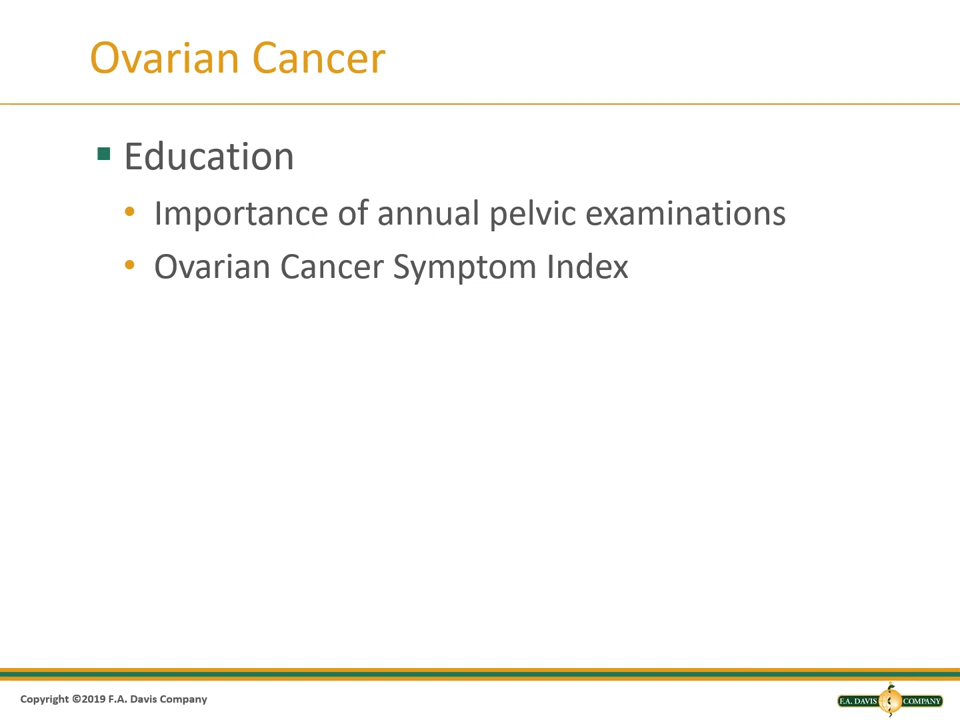 Ovarian Cancer
Education
Importance of annual pelvic examinations
Ovarian Cancer Symptom Index
Copyright ©2019 F.A. Davis Company
F.A. DAVIS COMPANY